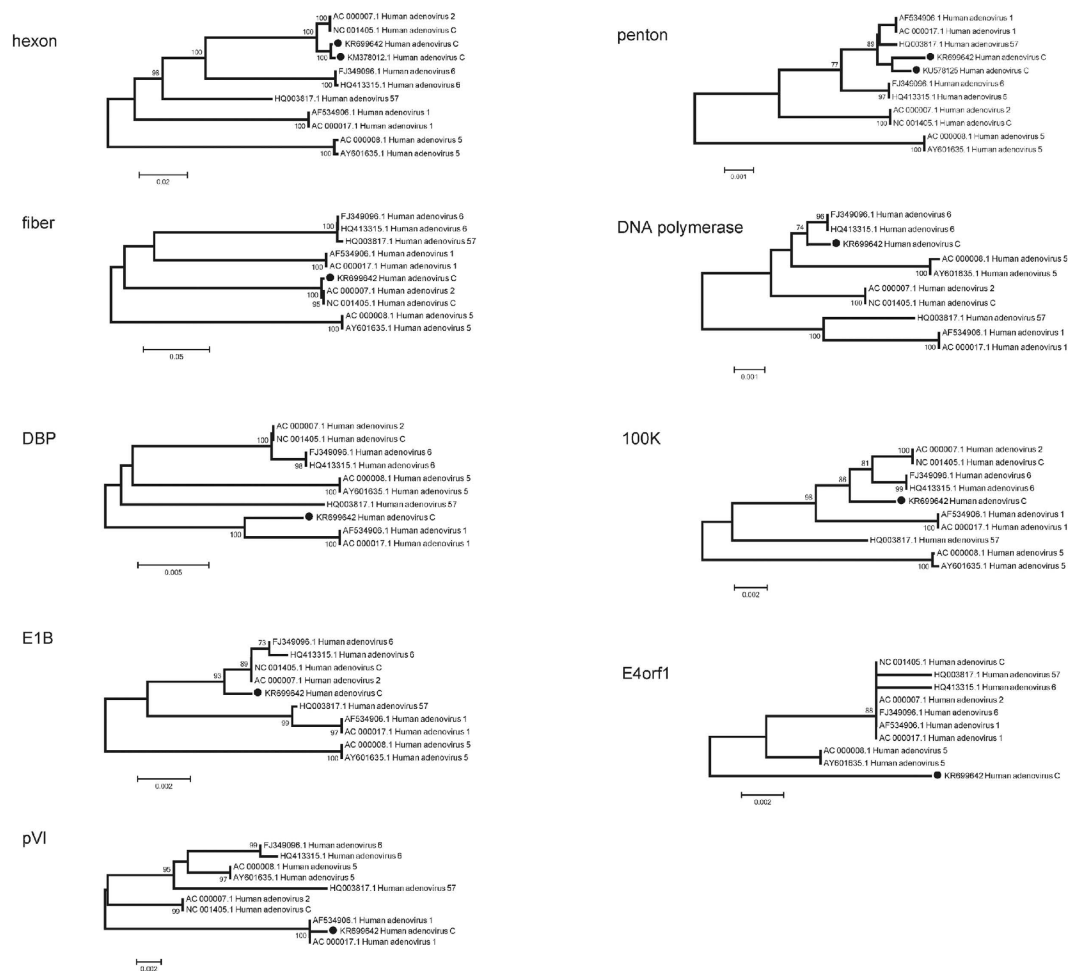 hexon
100
AC 000007.1 Human adenovirus 2
NC 001405.1 Human adenovirus C
100
KR699642 Human adenovirus C
100
KM378012.1 Human adenovirus C
98
FJ349096.1 Human adenovirus 6
100
HQ413315.1 Human adenovirus 6
HQ003817.1 Human adenovirus 57
AF534906.1 Human adenovirus 1
100
AC 000017.1 Human adenovirus 1
AC 000008.1 Human adenovirus 5
100
AY601635.1 Human adenovirus 5
0.02
penton
AF534906.1 Human adenovirus 1
AC 000017.1 Human adenovirus 1
89
HQ003817.1 Human adenovirus 57
77
KR699642 Human adenovirus C
KU578125 Human adenovirus C
FJ349096.1 Human adenovirus 6
97
HQ413315.1 Human adenovirus 6
AC 000007.1 Human adenovirus 2
100
NC 001405.1 Human adenovirus C
AC 000008.1 Human adenovirus 5
100
AY601635.1 Human adenovirus 5
0.001
fiber
FJ349096.1 Human adenovirus 6
100
HQ413315.1 Human adenovirus 6
HQ003817.1 Human adenovirus 57
AF534906.1 Human adenovirus 1
100
AC 000017.1 Human adenovirus 1
KR699642 Human adenovirus C
100
AC 000007.1 Human adenovirus 2
95
NC 001405.1 Human adenovirus C
AC 000008.1 Human adenovirus 5
100
AY601635.1 Human adenovirus 5
0.05
DNA polymerase
96
FJ349096.1 Human adenovirus 6
74
HQ413315.1 Human adenovirus 6
KR699642 Human adenovirus C
AC 000008.1 Human adenovirus 5
100
AY601635.1 Human adenovirus 5
AC 000007.1 Human adenovirus 2
100
NC 001405.1 Human adenovirus C
HQ003817.1 Human adenovirus 57
100
AF534906.1 Human adenovirus 1
100
AC 000017.1 Human adenovirus 1
0.001
DBP
AC 000007.1 Human adenovirus 2
100
NC 001405.1 Human adenovirus C
FJ349096.1 Human adenovirus 6
98
HQ413315.1 Human adenovirus 6
AC 000008.1 Human adenovirus 5
100
AY601635.1 Human adenovirus 5
HQ003817.1 Human adenovirus 57
KR699642 Human adenovirus C
100
AF534906.1 Human adenovirus 1
100
AC 000017.1 Human adenovirus 1
0.005
100K
100
AC 000007.1 Human adenovirus 2
81
NC 001405.1 Human adenovirus C
86
FJ349096.1 Human adenovirus 6
99
HQ413315.1 Human adenovirus 6
98
KR699642 Human adenovirus C
AF534906.1 Human adenovirus 1
100
AC 000017.1 Human adenovirus 1
HQ003817.1 Human adenovirus 57
AC 000008.1 Human adenovirus 5
100
AY601635.1 Human adenovirus 5
0.002
E1B
73
FJ349096.1 Human adenovirus 6
89
HQ413315.1 Human adenovirus 6
NC 001405.1 Human adenovirus C
93
AC 000007.1 Human adenovirus 2
KR699642 Human adenovirus C
HQ003817.1 Human adenovirus 57
99
AF534906.1 Human adenovirus 1
97
AC 000017.1 Human adenovirus 1
AC 000008.1 Human adenovirus 5
100
AY601635.1 Human adenovirus 5
0.002
E4orf1
NC 001405.1 Human adenovirus C
HQ003817.1 Human adenovirus 57
HQ413315.1 Human adenovirus 6
AC 000007.1 Human adenovirus 2
88
FJ349096.1 Human adenovirus 6
AF534906.1 Human adenovirus 1
AC 000017.1 Human adenovirus 1
AC 000008.1 Human adenovirus 5
AY601635.1 Human adenovirus 5
KR699642 Human adenovirus C
0.002
pVI
99
FJ349096.1 Human adenovirus 6
HQ413315.1 Human adenovirus 6
95
AC 000008.1 Human adenovirus 5
97
AY601635.1 Human adenovirus 5
HQ003817.1 Human adenovirus 57
AC 000007.1 Human adenovirus 2
99
NC 001405.1 Human adenovirus C
AF534906.1 Human adenovirus 1
KR699642 Human adenovirus C
100
AC 000017.1 Human adenovirus 1
0.002